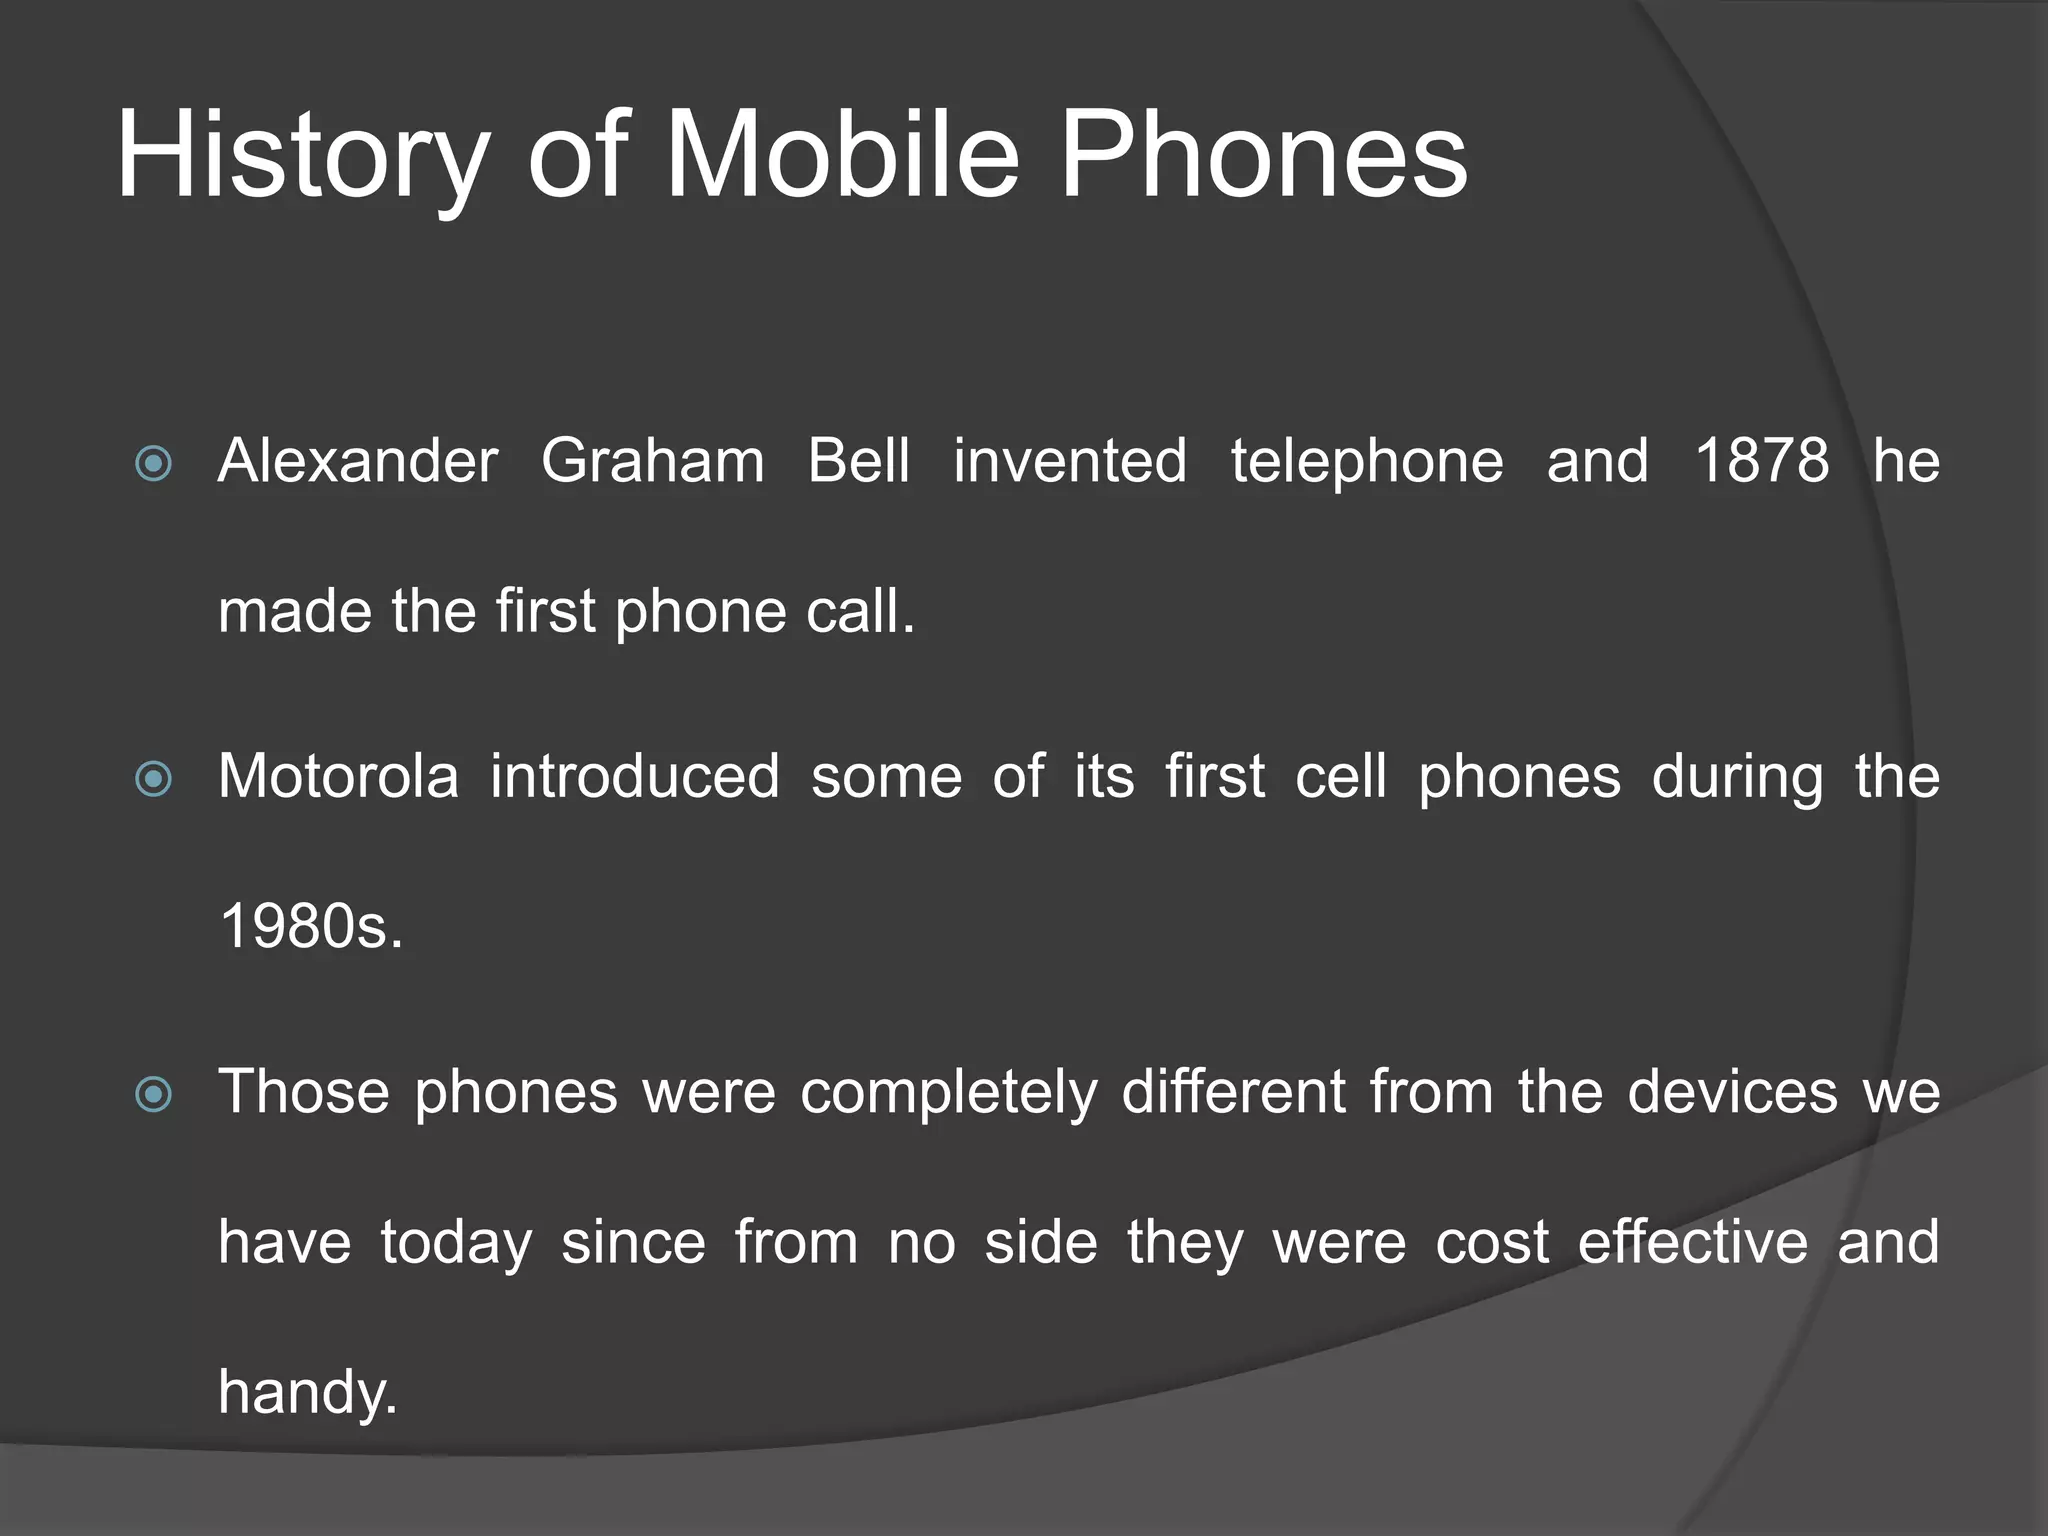 History of Mobile Phones
Alexander Graham Bell invented telephone and 1878 he
made the first phone call.
Motorola introduced some of its first cell phones during the
1980s.
Those phones were completely different from the devices we
have today since from no side they were cost effective and
handy.